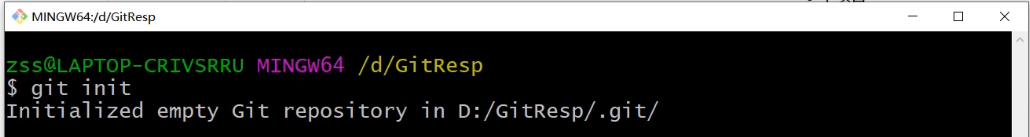 MINGW64:/d/GitResp
zss@LAPTOP-CRIVSRRU MINGW64 /d/GitResp
$ git init
Initialized empty Git repository in D:/GitResp/.git/